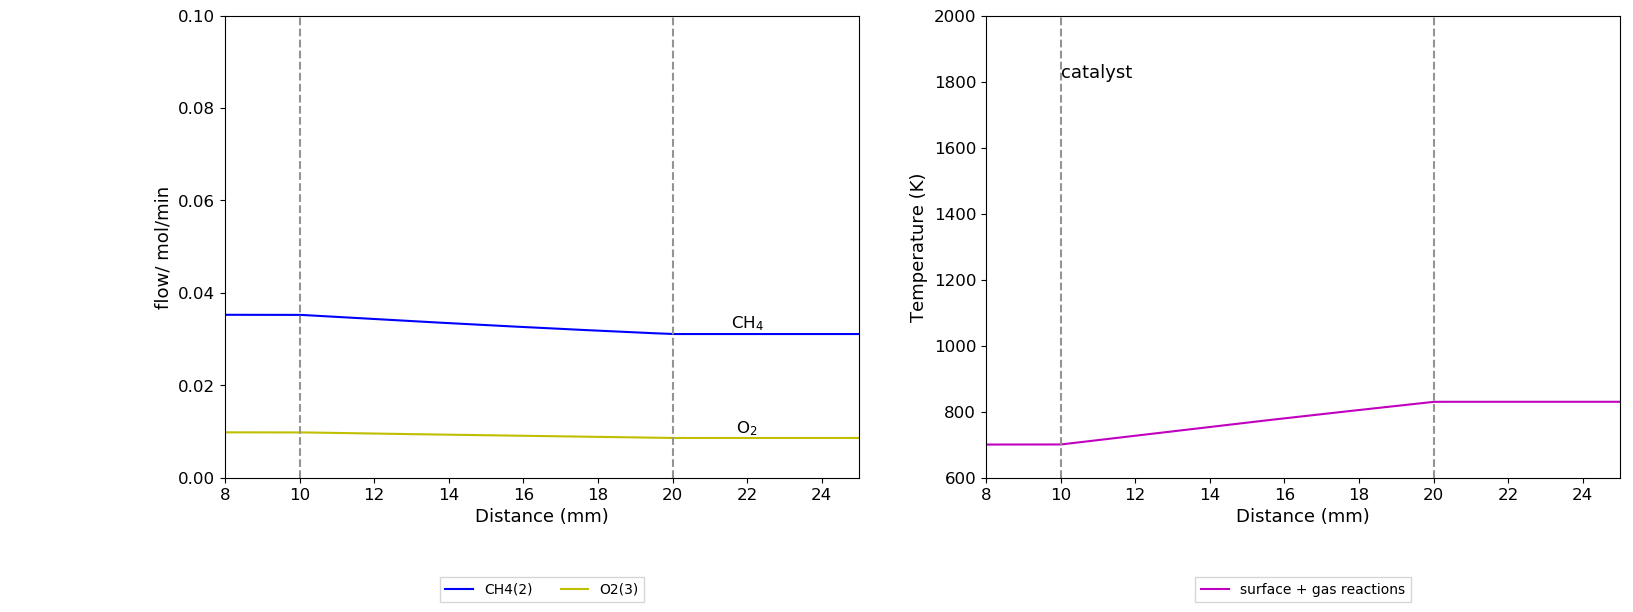 0.10
0.08
0.06
0.04
0.02
0.00
flow/ mol/min
CH₄
O₂
8 10 12 14 16 18 20 22 24
Distance (mm)
CH4(2) O2(3)
2000
1800
1600
1400
1200
1000
800
600
Temperature (K)
catalyst
8 10 12 14 16 18 20 22 24
Distance (mm)
surface + gas reactions